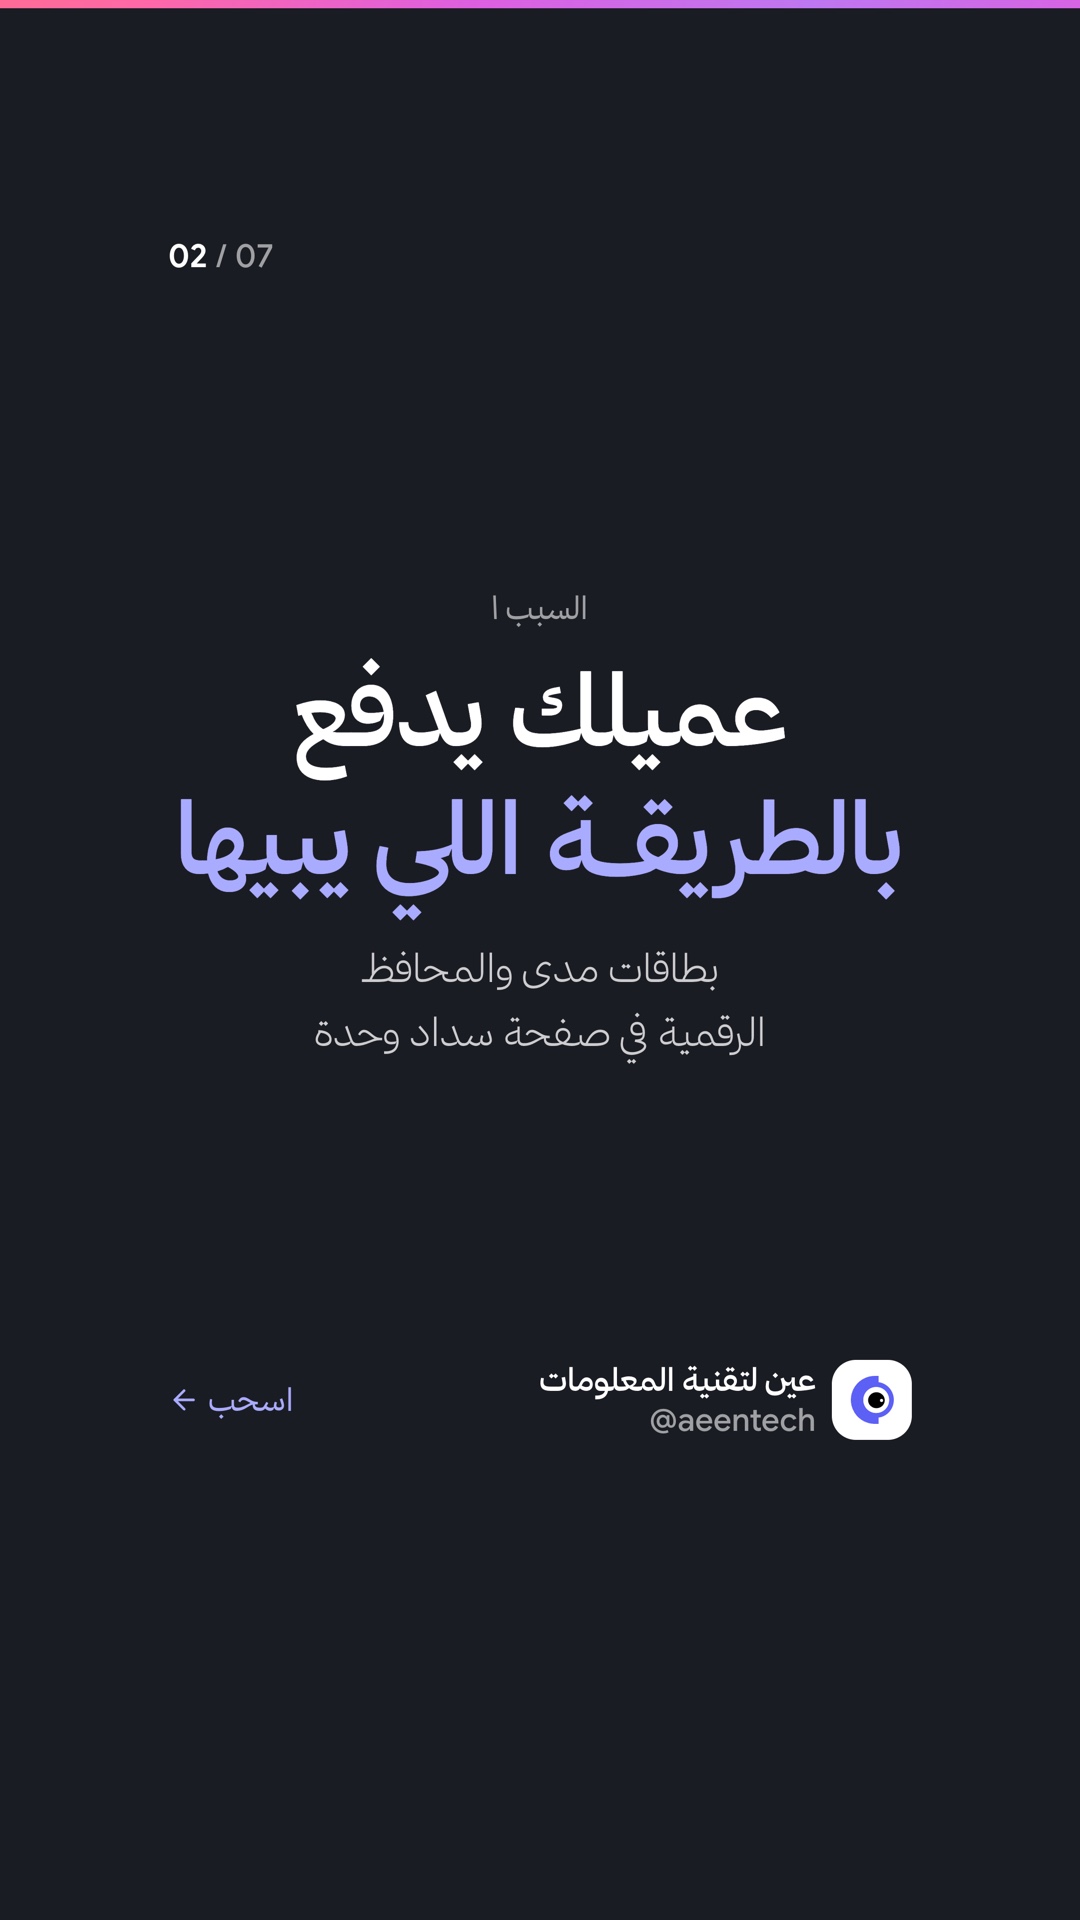 02 / 07
السبب ١
عميلك يدفع
بالطريقة اللي يبيها
بطاقات مدى والمحافظ
الرقمية في صفحة سداد وحدة
عين لتقنية المعلومات
@aeentech
اسحب ←